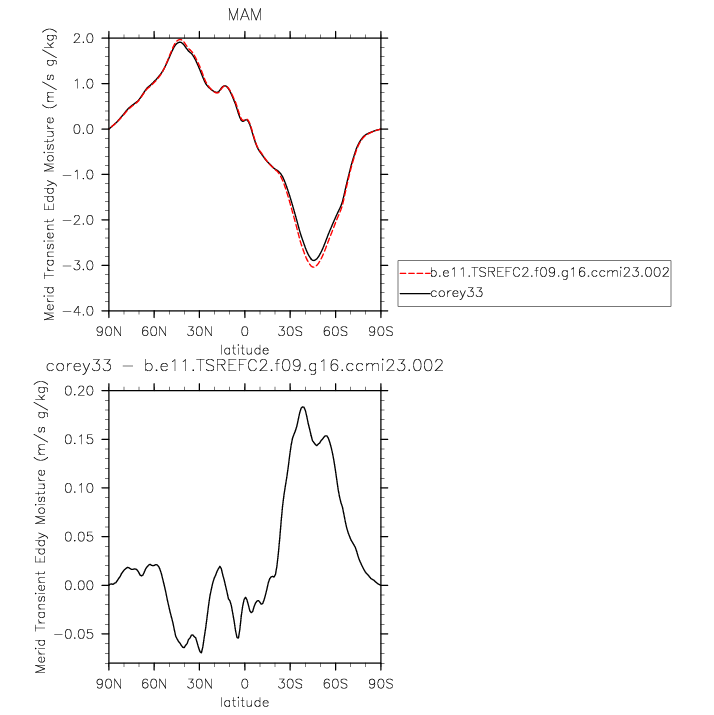 MAM
Merid Transient Eddy Moisture (m/s g/kg)
2.0
1.0
0.0
−1.0
−2.0
−3.0
−4.0
90N 60N 30N 0 30S 60S 90S
latitude
b.e11.TSREFC2.f09.g16.ccmi23.002
corey33
corey33 − b.e11.TSREFC2.f09.g16.ccmi23.002
Merid Transient Eddy Moisture (m/s g/kg)
0.20
0.15
0.10
0.05
0.00
−0.05
90N 60N 30N 0 30S 60S 90S
latitude